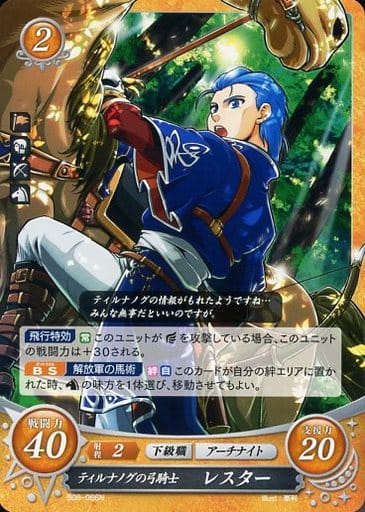 2
ティルナノグの情報がもれたようですね…
みんな無事だといいのですが。
飛行特効 常 このユニットが を攻撃している場合、このユニット
の戦闘力は+30される。
BS 解放軍の馬術 絆 自 このカードが自分の絆エリアに置か
れた時、 の味方を1体選び、移動させてもよい。
戦闘力
40
射程 2 下級職 アーチナイト
支援力
20
ティルナノグの弓騎士 レスター
B06-066N
Illust：草利